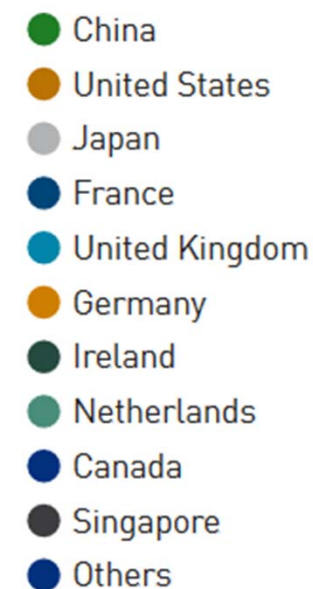 China
United States
Japan
France
United Kingdom
Germany
Ireland
Netherlands
Canada
Singapore
Others